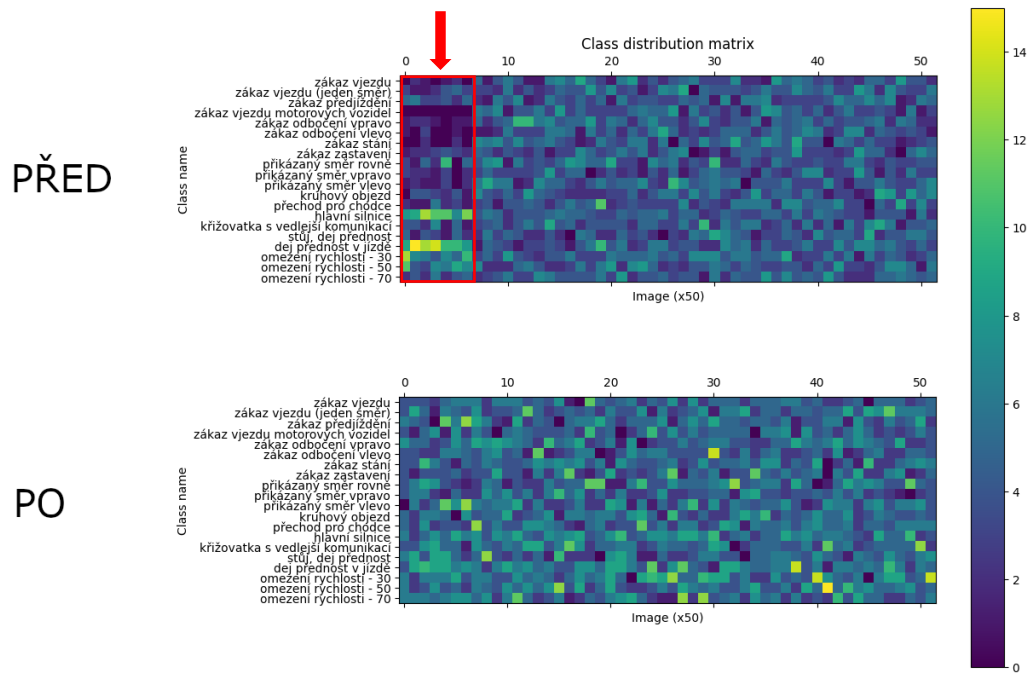 Class distribution matrix
0 10 20 30 40 50
zákaz vjezdu
zákaz vjezdu (jeden směr)
zákaz předjíždění
zákaz vjezdu motorových vozidel
zákaz odbočení vpravo
zákaz odbočení vlevo
zákaz stání
zákaz zastavení
přikázaný směr rovně
přikázaný směr vpravo
přikázaný směr vlevo
kruhový objezd
přechod pro chodce
hlavní silnice
křižovatka s vedlejší komunikací
stůj, dej přednost
dej přednost v jízdě
omezení rychlosti - 30
omezení rychlosti - 50
omezení rychlosti - 70
Class name
Image (x50)
PŘED
0 10 20 30 40 50
zákaz vjezdu
zákaz vjezdu (jeden směr)
zákaz předjíždění
zákaz vjezdu motorových vozidel
zákaz odbočení vpravo
zákaz odbočení vlevo
zákaz stání
zákaz zastavení
přikázaný směr rovně
přikázaný směr vpravo
přikázaný směr vlevo
kruhový objezd
přechod pro chodce
hlavní silnice
křižovatka s vedlejší komunikací
stůj, dej přednost
dej přednost v jízdě
omezení rychlosti - 30
omezení rychlosti - 50
omezení rychlosti - 70
Class name
Image (x50)
PO
14
12
10
8
6
4
2
0